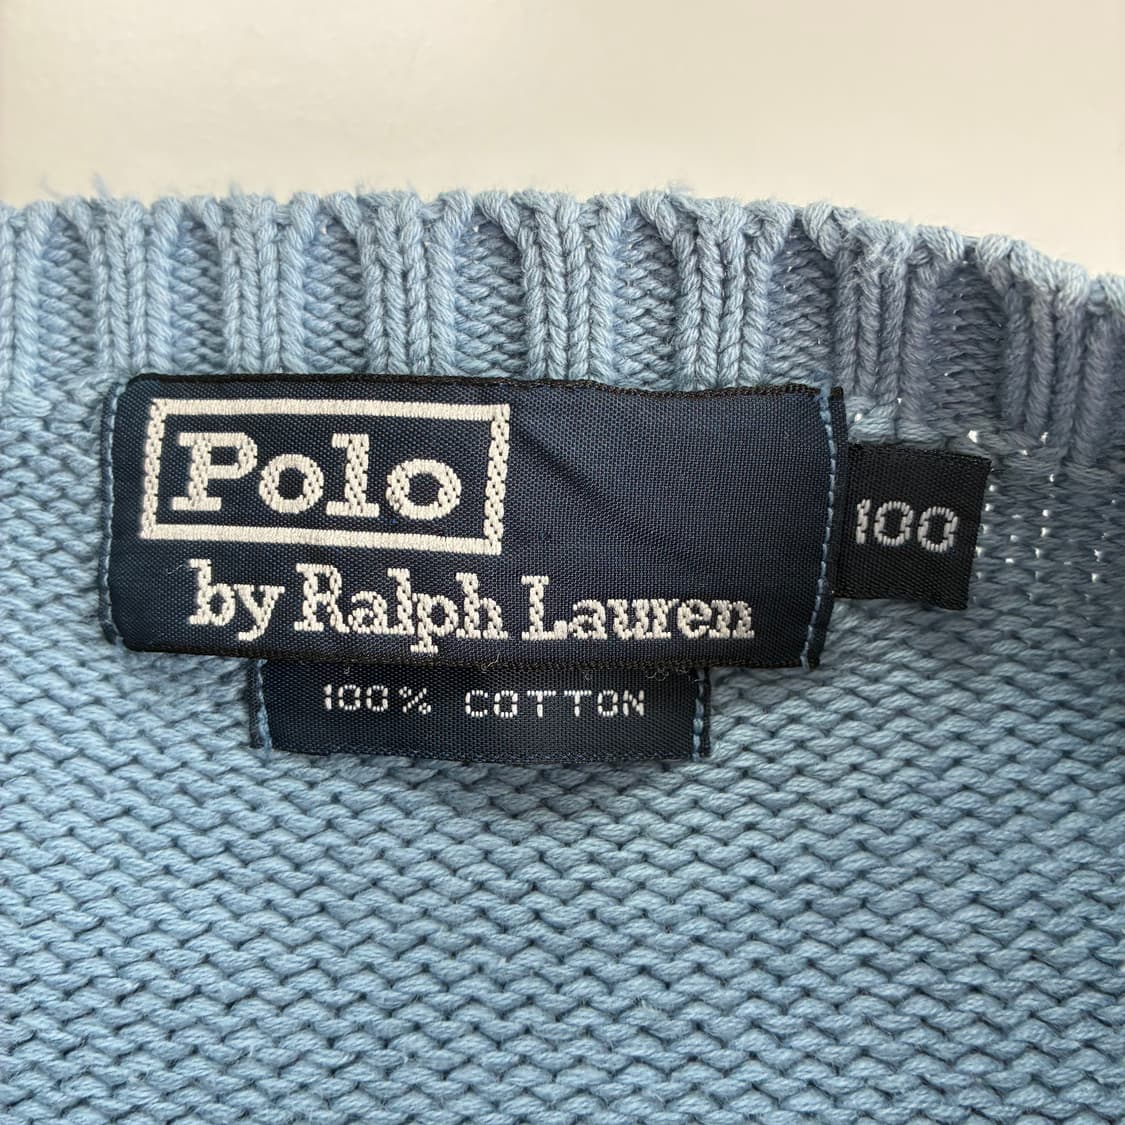 Polo
by Ralph Lauren
100
100% COTTON